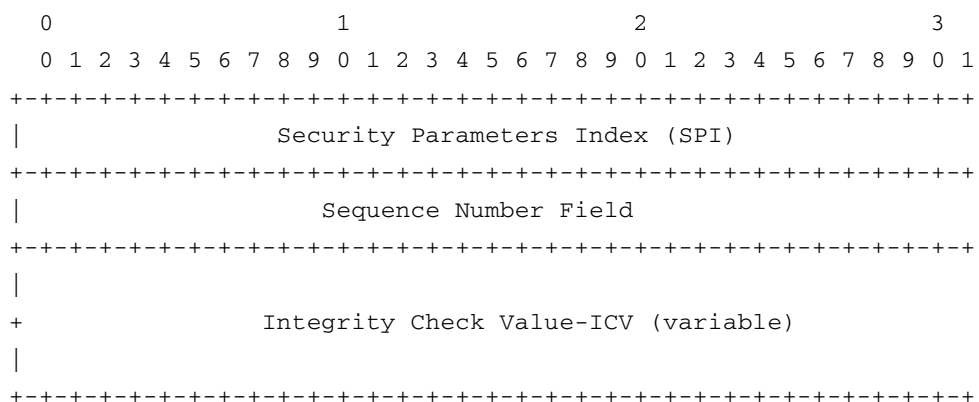 0                   1                   2                   3
0 1 2 3 4 5 6 7 8 9 0 1 2 3 4 5 6 7 8 9 0 1 2 3 4 5 6 7 8 9 0 1
+-+-+-+-+-+-+-+-+-+-+-+-+-+-+-+-+-+-+-+-+-+-+-+-+-+-+-+-+-+-+-+-+
|                 Security Parameters Index (SPI)
+-+-+-+-+-+-+-+-+-+-+-+-+-+-+-+-+-+-+-+-+-+-+-+-+-+-+-+-+-+-+-+-+
|                    Sequence Number Field
+-+-+-+-+-+-+-+-+-+-+-+-+-+-+-+-+-+-+-+-+-+-+-+-+-+-+-+-+-+-+-+-+
|
+                Integrity Check Value-ICV (variable)
|
+-+-+-+-+-+-+-+-+-+-+-+-+-+-+-+-+-+-+-+-+-+-+-+-+-+-+-+-+-+-+-+-+